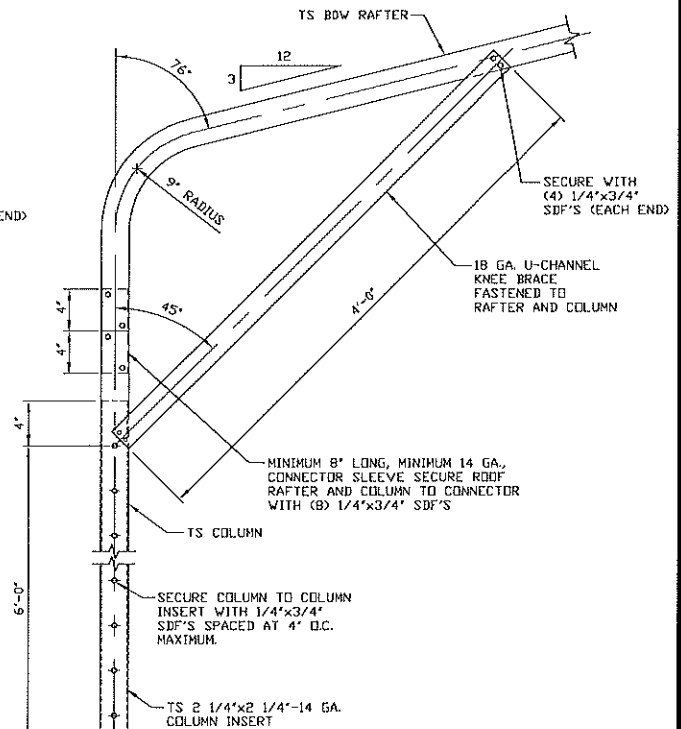 TS BOW RAFTER
12
3
76°
9" RADIUS
END)
SECURE WITH
(4) 1/4"x3/4"
SDF'S (EACH END)
18 GA. U-CHANNEL
KNEE BRACE
FASTENED TO
RAFTER AND COLUMN
4'-0"
45°
4"
4"
4"
MINIMUM 8" LONG, MINIMUM 14 GA.,
CONNECTOR SLEEVE SECURE ROOF
RAFTER AND COLUMN TO CONNECTOR
WITH (8) 1/4"x3/4" SDF'S
TS COLUMN
6'-0"
SECURE COLUMN TO COLUMN
INSERT WITH 1/4"x3/4"
SDF'S SPACED AT 4" O.C.
MAXIMUM.
TS 2 1/4"x2 1/4"-14 GA.
COLUMN INSERT